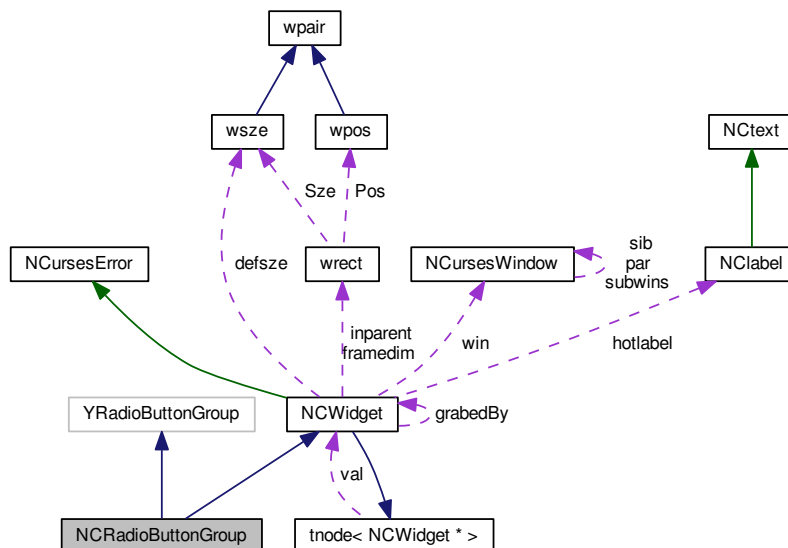 wpair
wsze
wpos
NCtext
Sze
Pos
defsze
NCursesError
wrect
NCursesWindow
sib
par
subwins
NClabel
inparent
framedim
win
hotlabel
YRadioButtonGroup
NCWidget
grabedBy
val
NCRadioButtonGroup
tnode< NCWidget * >